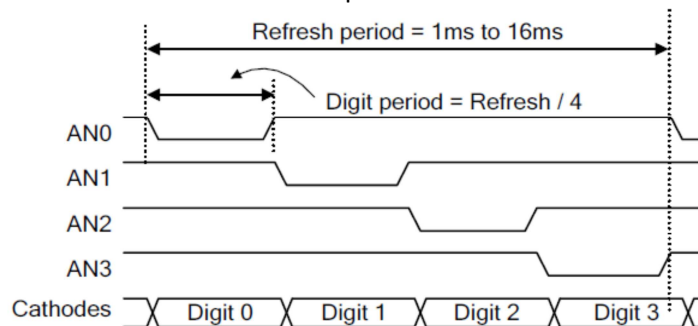 Refresh period = 1ms to 16ms
Digit period = Refresh / 4
AN0
AN1
AN2
AN3
Cathodes Digit 0 Digit 1 Digit 2 Digit 3